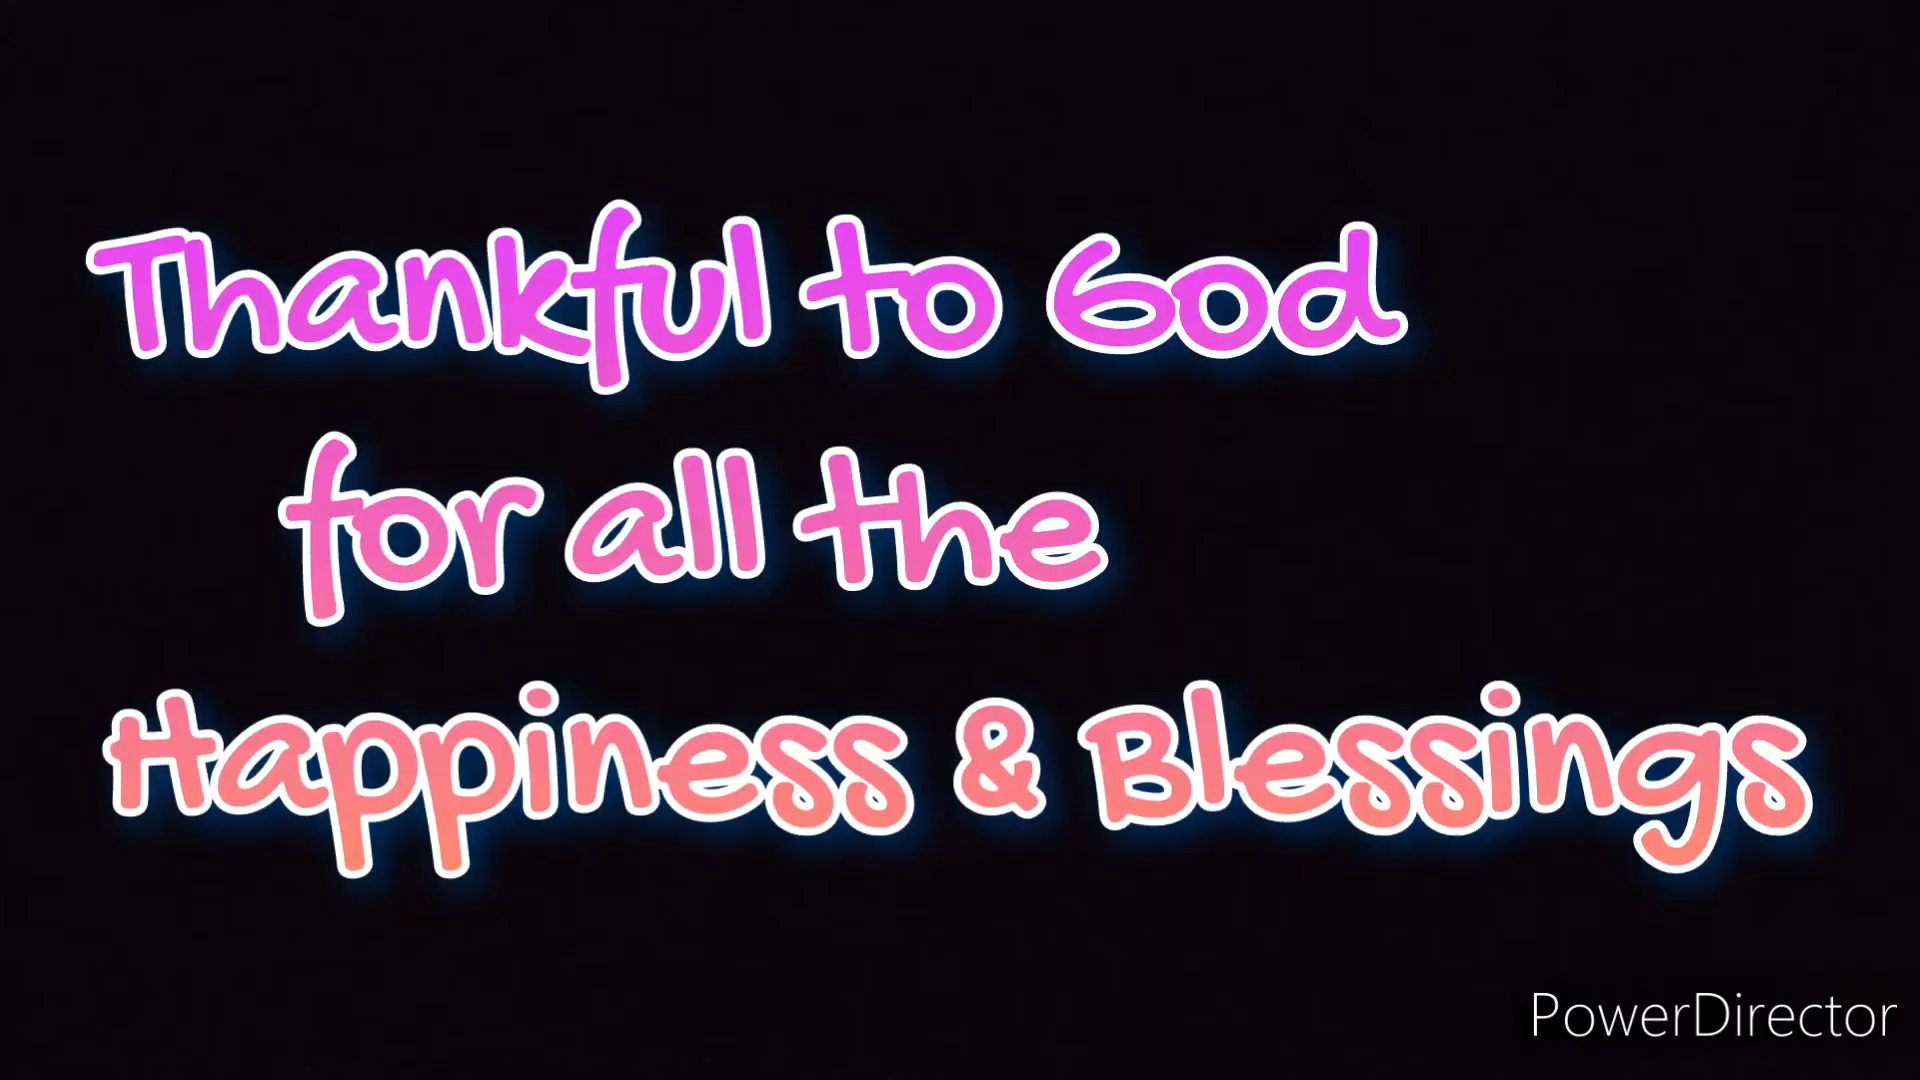 Thankful to God
for all the
Happiness & Blessings
PowerDirector